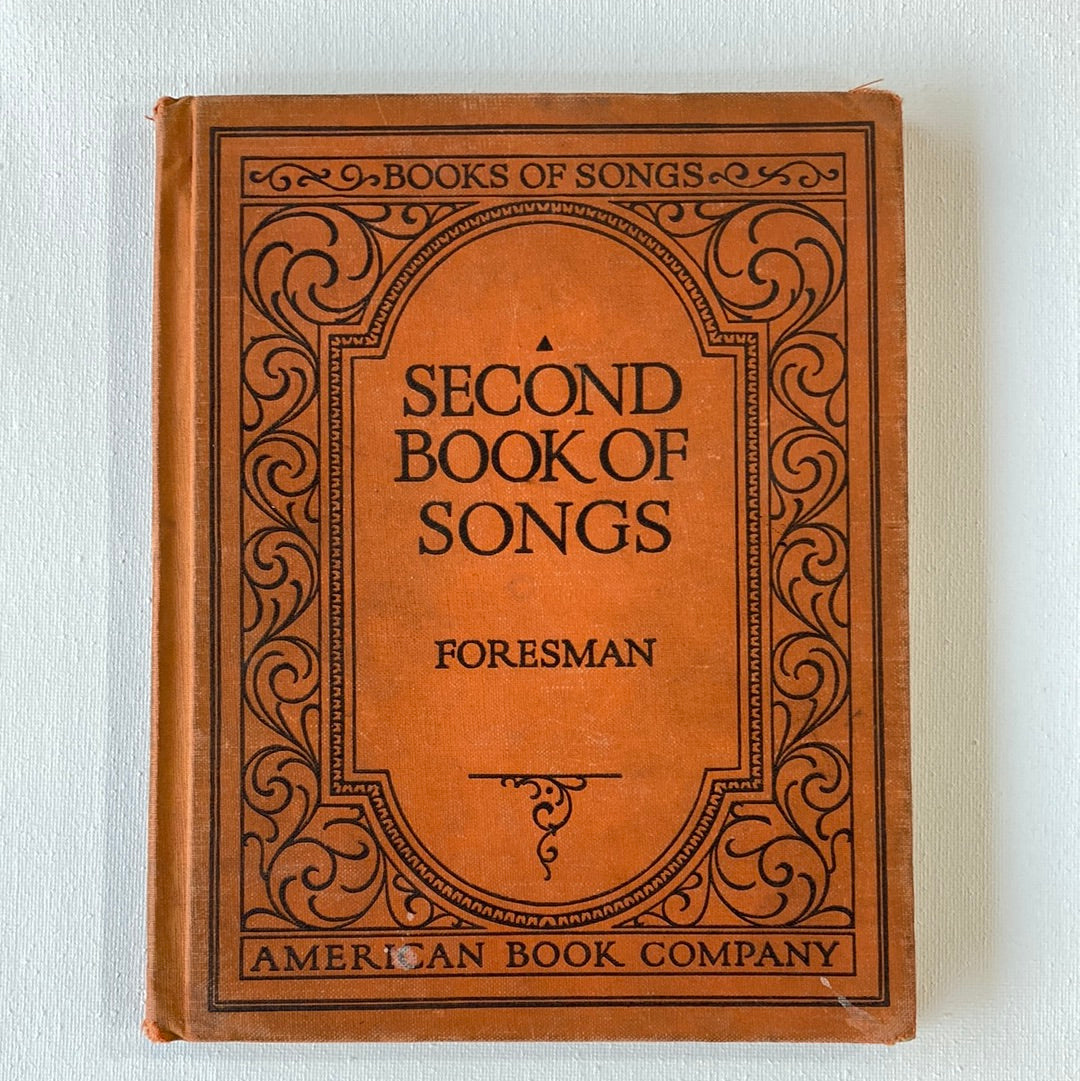 BOOKS OF SONGS
SECOND
BOOK OF
SONGS
FORESMAN
AMERICAN BOOK COMPANY